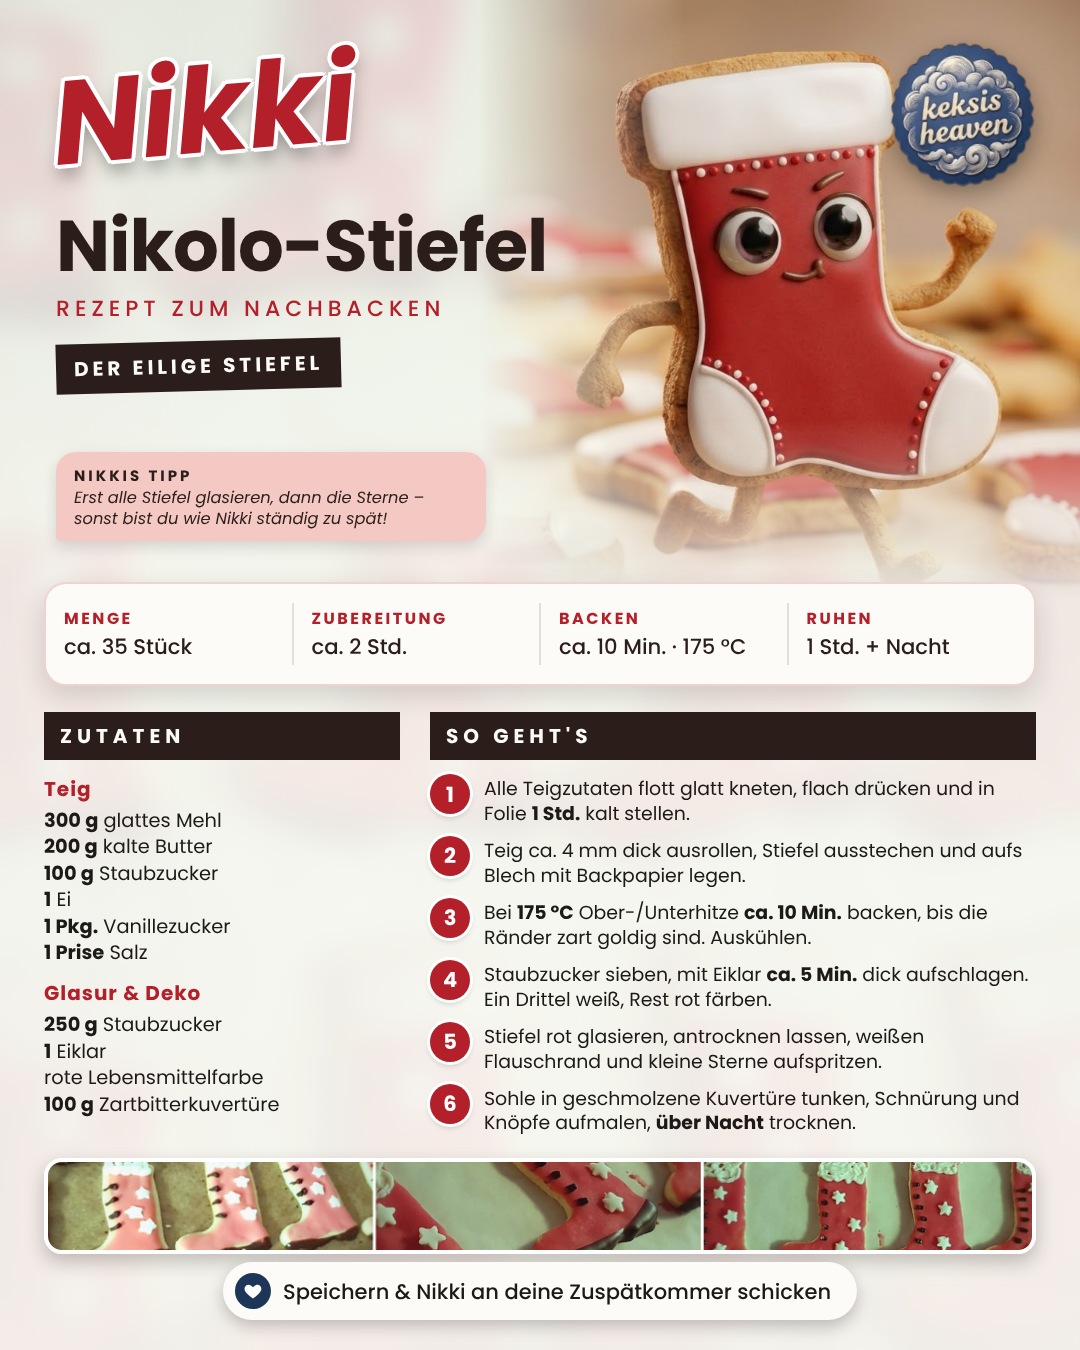 Nikki
keksis
heaven
Nikolo-Stiefel
REZEPT ZUM NACHBACKEN
DER EILIGE STIEFEL
NIKKIS TIPP
Erst alle Stiefel glasieren, dann die Sterne –
sonst bist du wie Nikki ständig zu spät!
MENGE
ca. 35 Stück
ZUBEREITUNG
ca. 2 Std.
BACKEN
ca. 10 Min. · 175 °C
RUHEN
1 Std. + Nacht
ZUTATEN
Teig
300 g glattes Mehl
200 g kalte Butter
100 g Staubzucker
1 Ei
1 Pkg. Vanillezucker
1 Prise Salz
Glasur & Deko
250 g Staubzucker
1 Eiklar
rote Lebensmittelfarbe
100 g Zartbitterkuvertüre
SO GEHT'S
1 Alle Teigzutaten flott glatt kneten, flach drücken und in
Folie 1 Std. kalt stellen.
2 Teig ca. 4 mm dick ausrollen, Stiefel ausstechen und aufs
Blech mit Backpapier legen.
3 Bei 175 °C Ober-/Unterhitze ca. 10 Min. backen, bis die
Ränder zart goldig sind. Auskühlen.
4 Staubzucker sieben, mit Eiklar ca. 5 Min. dick aufschlagen.
Ein Drittel weiß, Rest rot färben.
5 Stiefel rot glasieren, antrocknen lassen, weißen
Flauschrand und kleine Sterne aufspritzen.
6 Sohle in geschmolzene Kuvertüre tunken, Schnürung und
Knöpfe aufmalen, über Nacht trocknen.
Speichern & Nikki an deine Zuspätkommer schicken